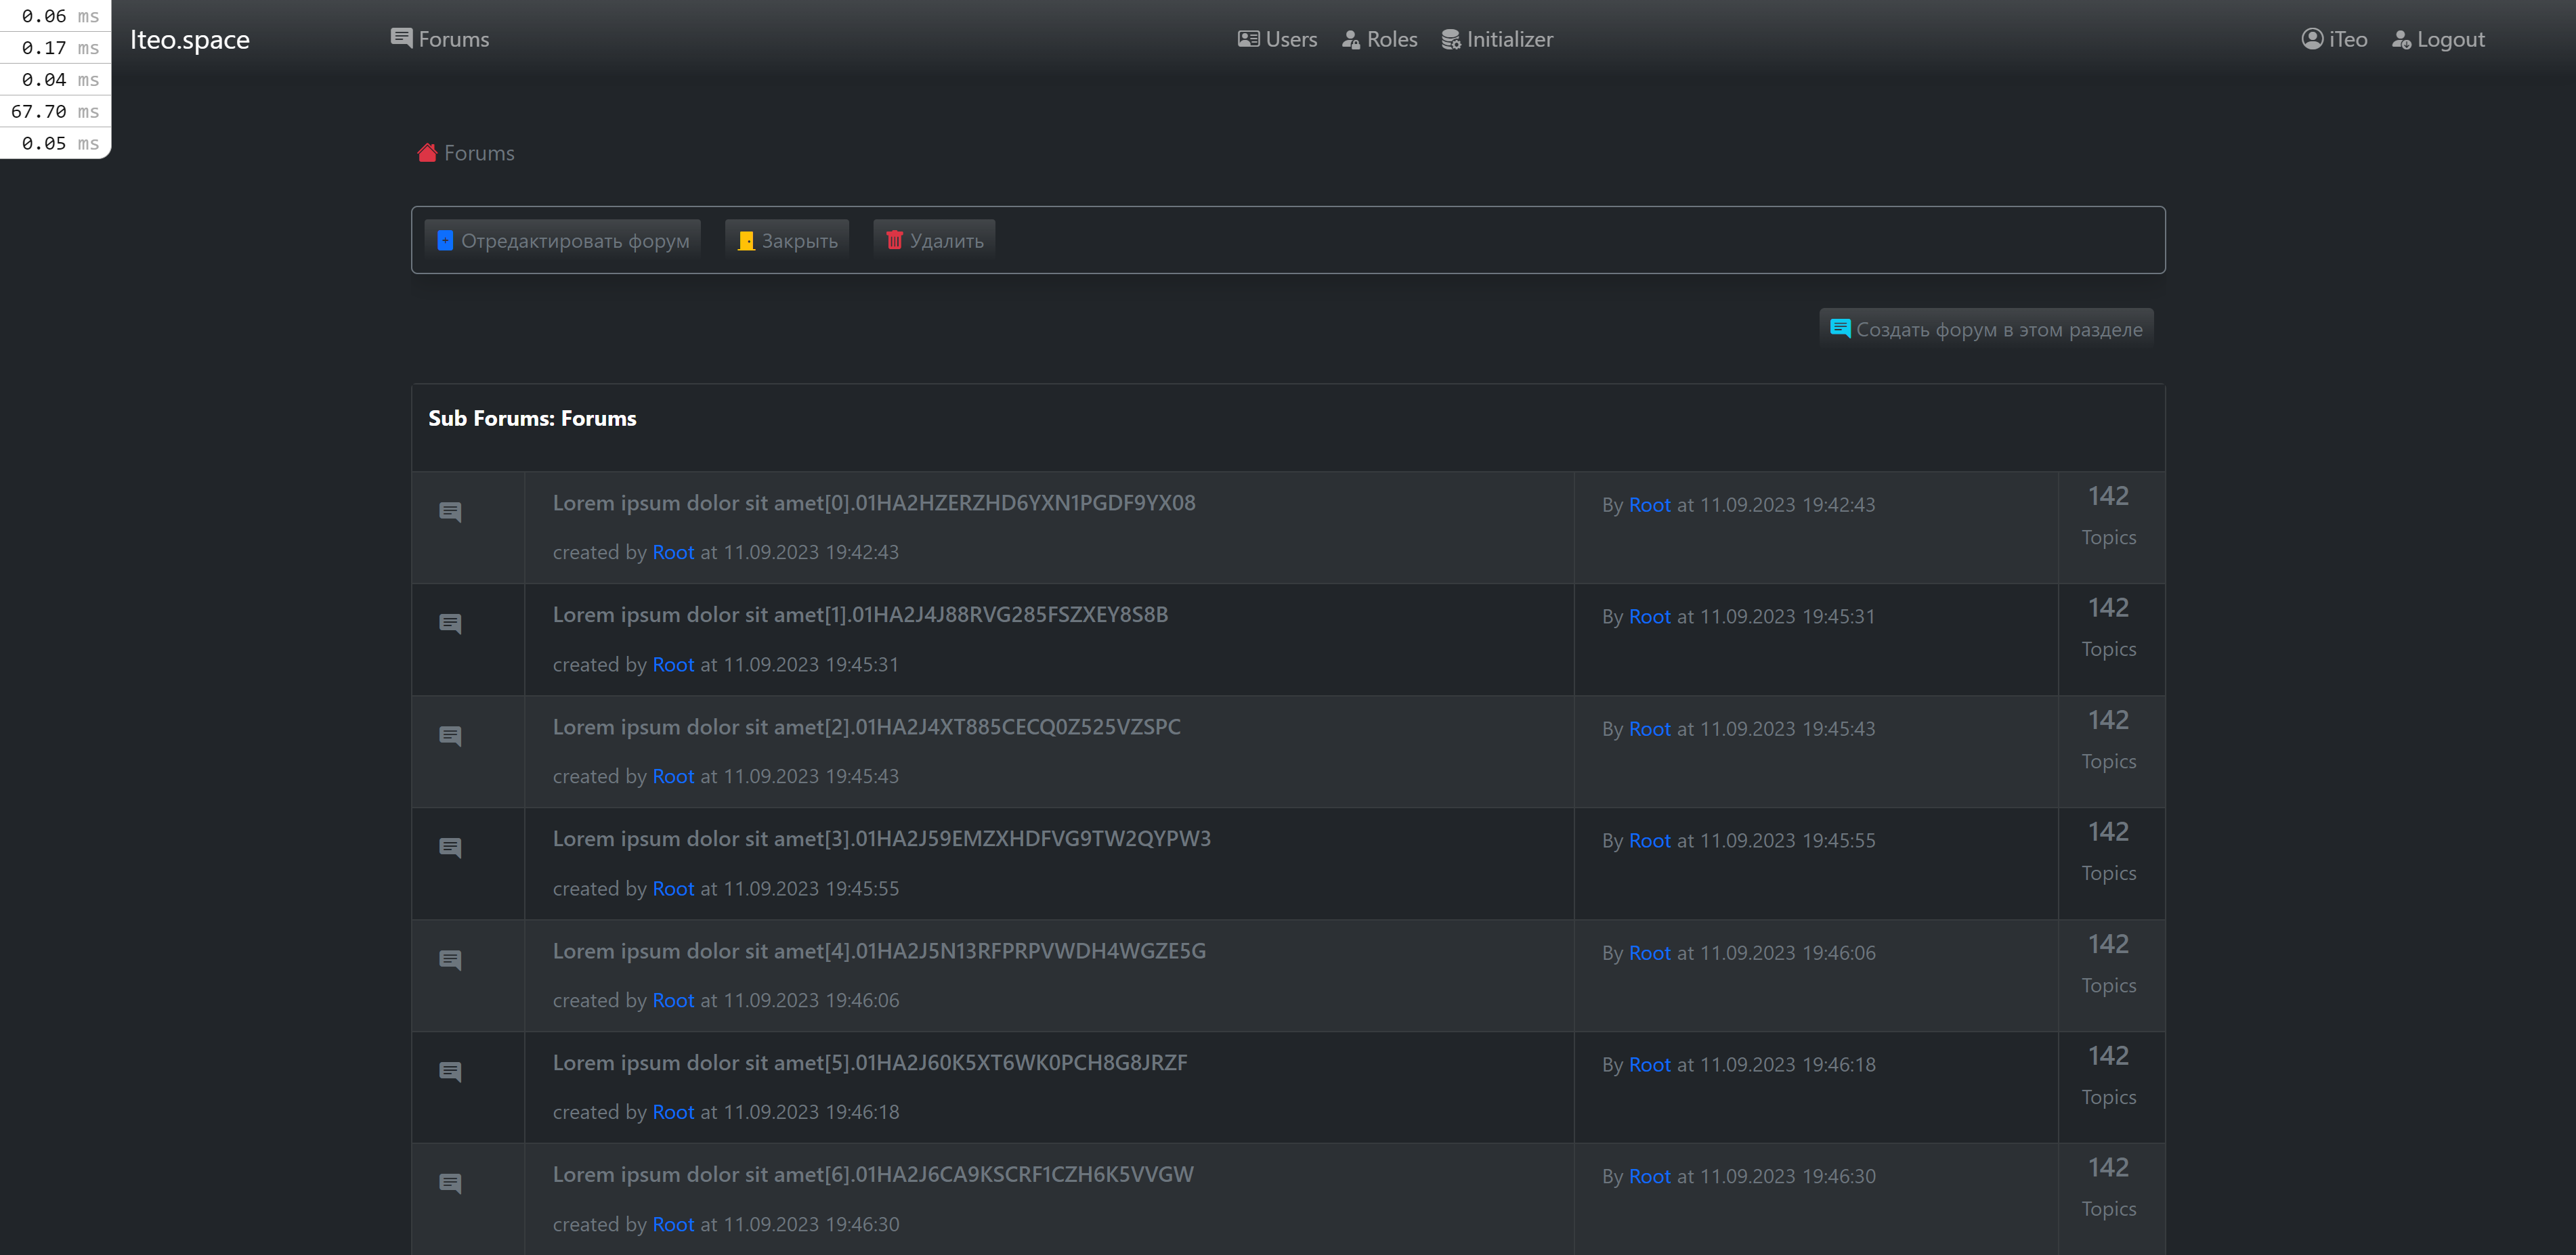 0.06 ms
0.17 ms
0.04 ms
67.70 ms
0.05 ms
Iteo.space Forums Users Roles Initializer iTeo Logout
Forums
Отредактировать форум Закрыть Удалить
Создать форум в этом разделе
Sub Forums: Forums
Lorem ipsum dolor sit amet[0].01HA2HZERZHD6YXN1PGDF9YX08
created by Root at 11.09.2023 19:42:43
By Root at 11.09.2023 19:42:43
142
Topics
Lorem ipsum dolor sit amet[1].01HA2J4J88RVG285FSZXEY8S8B
created by Root at 11.09.2023 19:45:31
By Root at 11.09.2023 19:45:31
142
Topics
Lorem ipsum dolor sit amet[2].01HA2J4XT885CECQ0Z525VZSPC
created by Root at 11.09.2023 19:45:43
By Root at 11.09.2023 19:45:43
142
Topics
Lorem ipsum dolor sit amet[3].01HA2J59EMZXHDFVG9TW2QYPW3
created by Root at 11.09.2023 19:45:55
By Root at 11.09.2023 19:45:55
142
Topics
Lorem ipsum dolor sit amet[4].01HA2J5N13RFPRPVWDH4WGZE5G
created by Root at 11.09.2023 19:46:06
By Root at 11.09.2023 19:46:06
142
Topics
Lorem ipsum dolor sit amet[5].01HA2J60K5XT6WK0PCH8G8JRZF
created by Root at 11.09.2023 19:46:18
By Root at 11.09.2023 19:46:18
142
Topics
Lorem ipsum dolor sit amet[6].01HA2J6CA9KSCRF1CZH6K5VVGW
created by Root at 11.09.2023 19:46:30
By Root at 11.09.2023 19:46:30
142
Topics